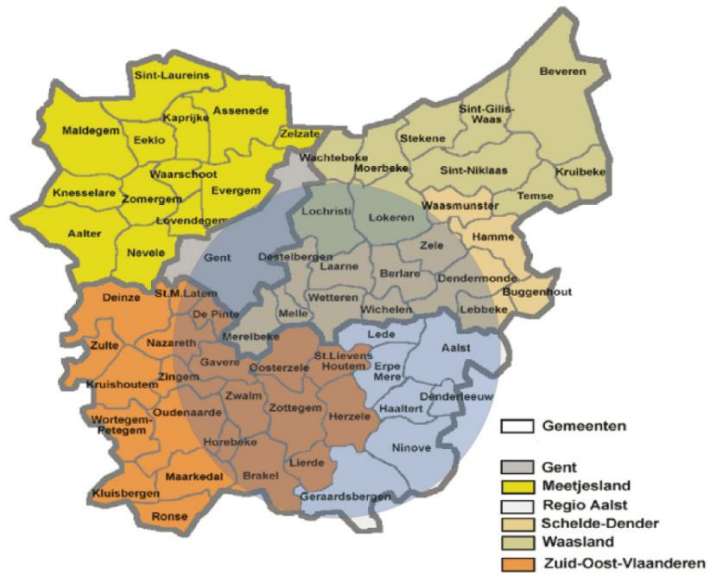 Sint-Laureins
Beveren
Maldegem
Kaprijke
Assenede
Sint-Gilis-
Waas
Eeklo
Zelzate
Stekene
Wachtebeke
Moerbeke
Sint-Niklaas
Kruibeke
Waarschoot
Knesselare
Zomergem
Evergem
Temse
Waasmunster
Lovendegem
Lochristi
Lokeren
Aalter
Hamme
Nevele
Gent
Destelbergen
Laarne
Zele
Berlare
Dendermonde
Buggenhout
Deinze
St.M.Latem
Wetteren
Wichelen
Lebbeke
De Pinte
Melle
Merelbeke
Lede
Aalst
Zulte
Nazareth
Gavere
Oosterzele
St.Lievens
Houtem
Erpe
Mere
Kruishoutem
Zingem
Zwalm
Zottegem
Herzele
Haaltert
Denderleeuw
Wortegem-
Petegem
Oudenaarde
Horebeke
Ninove
Lierde
Kluisbergen
Maarkedal
Brakel
Geraardsbergen
Ronse
Gemeenten
Gent
Meetjesland
Regio Aalst
Schelde-Dender
Waasland
Zuid-Oost-Vlaanderen